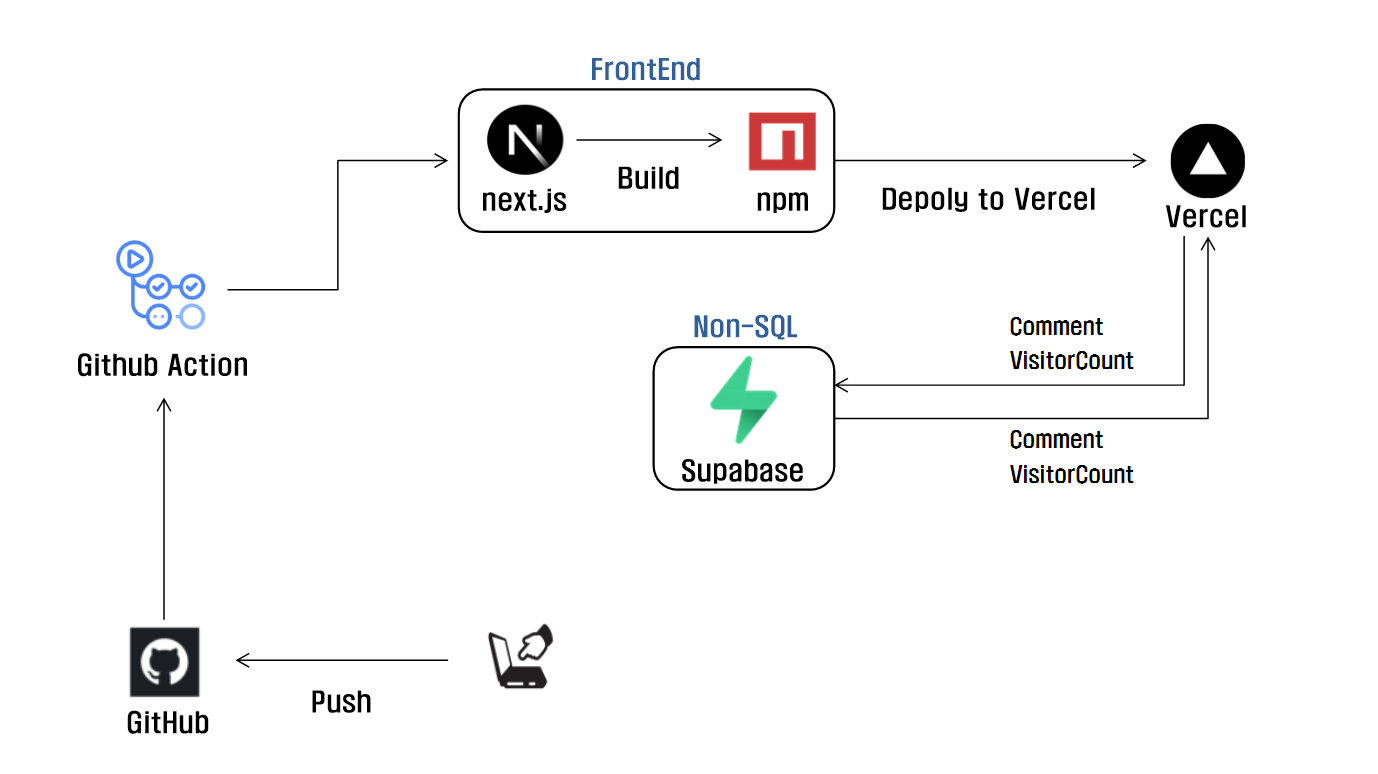 FrontEnd
next.js
Build
npm
Depoly to Vercel
Vercel
Github Action
Non-SQL
Supabase
Comment
VisitorCount
Comment
VisitorCount
GitHub
Push